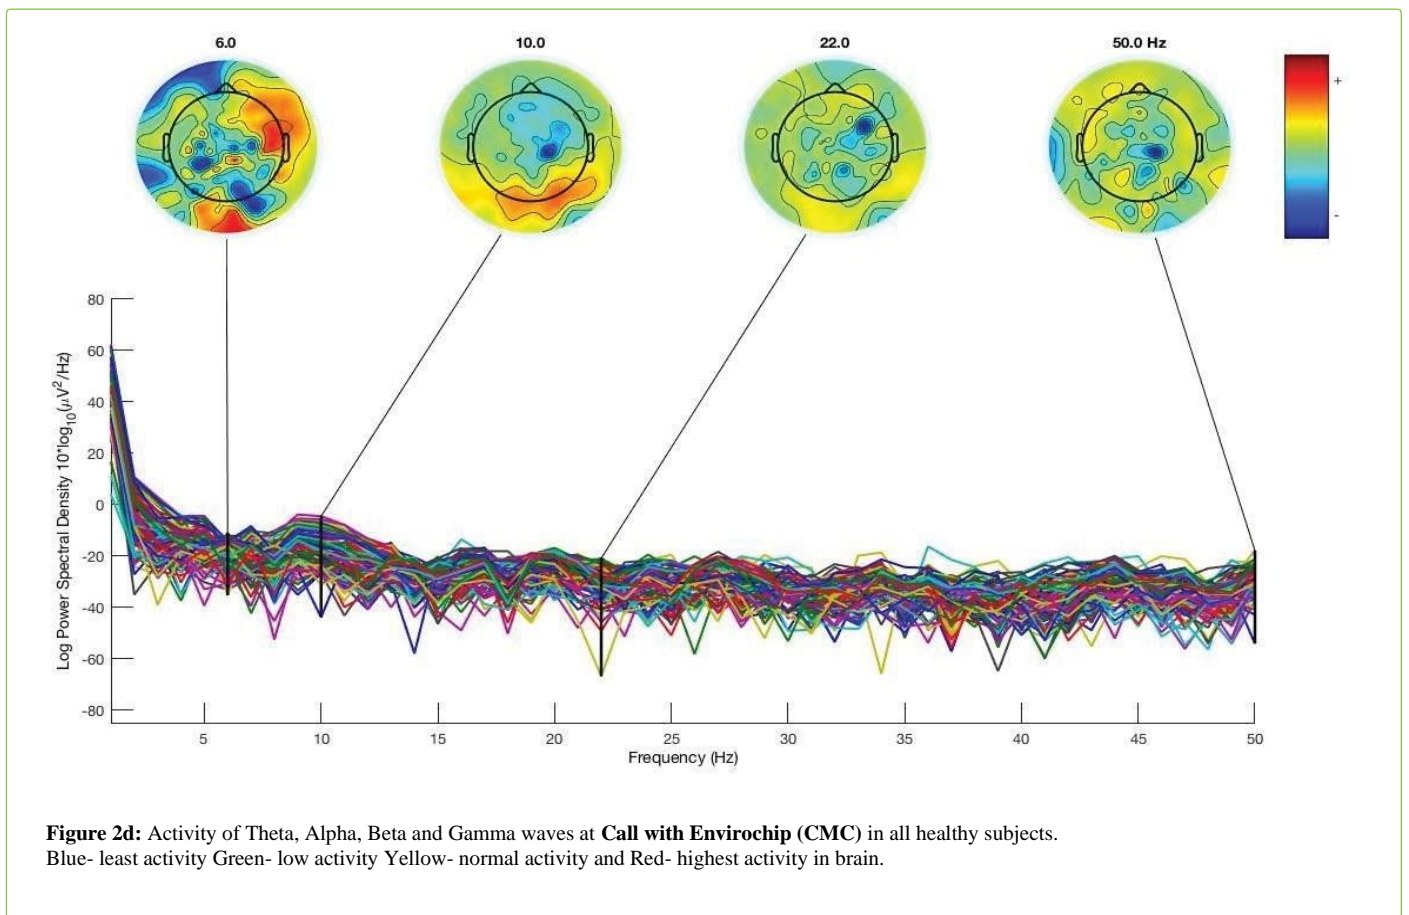 6.0 10.0 22.0 50.0 Hz
+
-
80
60
40
20
0
-20
-40
-60
-80
Log Power Spectral Density 10*log10(μV2/Hz)
5 10 15 20 25 30 35 40 45 50
Frequency (Hz)
Figure 2d: Activity of Theta, Alpha, Beta and Gamma waves at Call with Envirochip (CMC) in all healthy subjects.
Blue- least activity Green- low activity Yellow- normal activity and Red- highest activity in brain.